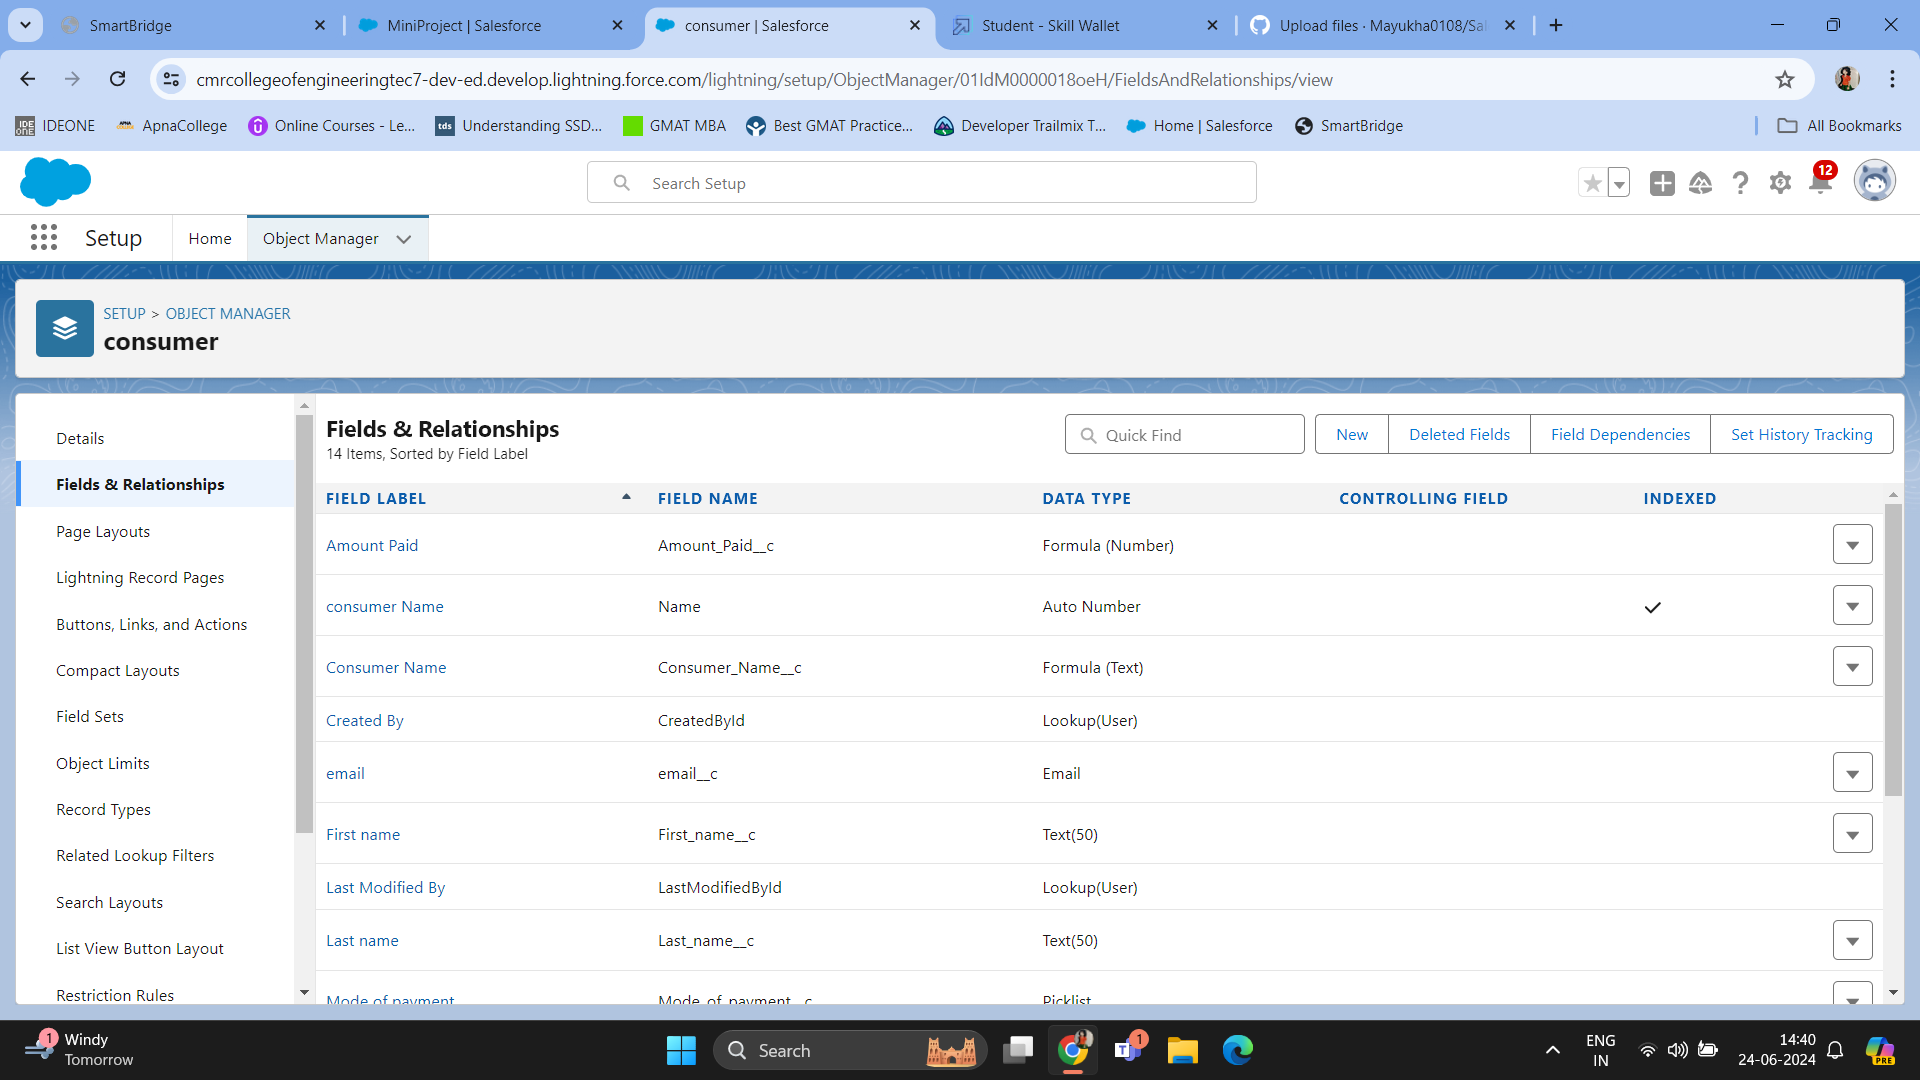 SmartBridge
MiniProject | Salesforce
consumer | Salesforce
Student - Skill Wallet
Upload files · Mayukha0108/Sal
cmrcollegeofengineeringtec7-dev-ed.develop.lightning.force.com/lightning/setup/ObjectManager/01IdM0000018oeH/FieldsAndRelationships/view
IDEONE
ApnaCollege
Online Courses - Le...
tds
Understanding SSD...
GMAT MBA
Best GMAT Practice...
Developer Trailmix T...
Home | Salesforce
SmartBridge
All Bookmarks
Search Setup
12
Setup
Home
Object Manager
SETUP > OBJECT MANAGER
consumer
Details
Fields & Relationships
Page Layouts
Lightning Record Pages
Buttons, Links, and Actions
Compact Layouts
Field Sets
Object Limits
Record Types
Related Lookup Filters
Search Layouts
List View Button Layout
Restriction Rules
Fields & Relationships
14 Items, Sorted by Field Label
Quick Find
New
Deleted Fields
Field Dependencies
Set History Tracking
FIELD LABEL FIELD NAME DATA TYPE CONTROLLING FIELD INDEXED
Amount Paid Amount_Paid__c Formula (Number)
consumer Name Name Auto Number
Consumer Name Consumer_Name__c Formula (Text)
Created By CreatedById Lookup(User)
email email__c Email
First name First_name__c Text(50)
Last Modified By LastModifiedById Lookup(User)
Last name Last_name__c Text(50)
Mode of payment Mode_of_payment__c Picklist
1
Windy
Tomorrow
Search
1
ENG
IN
14:40
24-06-2024
PRE